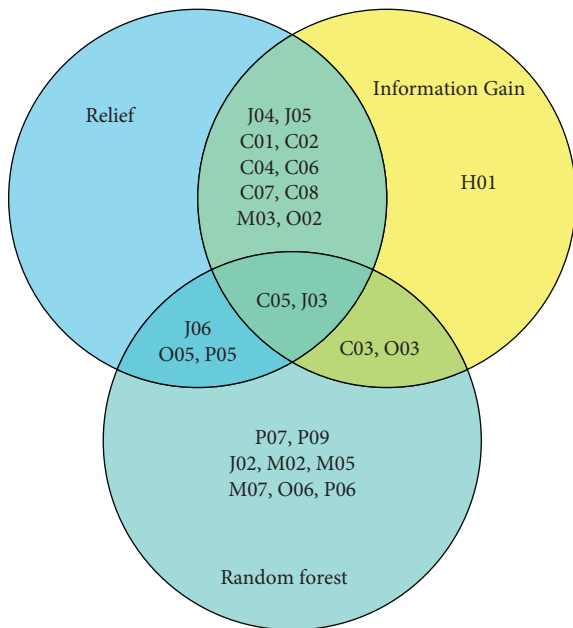 Relief
Information Gain
J04, J05
C01, C02
C04, C06
C07, C08
M03, O02
H01
C05, J03
J06
O05, P05
C03, O03
P07, P09
J02, M02, M05
M07, O06, P06
Random forest